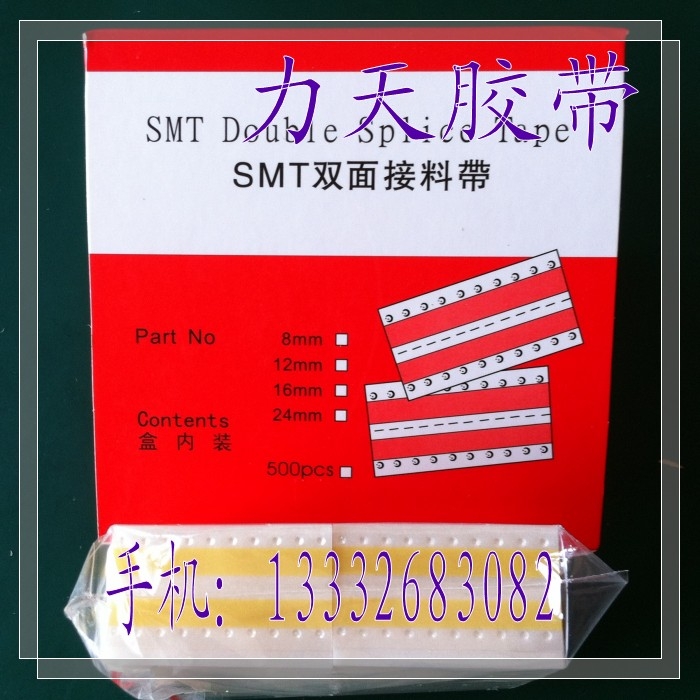 力天胶带
SMT Double Splice Tape
SMT双面接料帶
Part No 8mm
12mm
16mm
24mm
Contents
盒内装
500pcs
手机: 13332683082